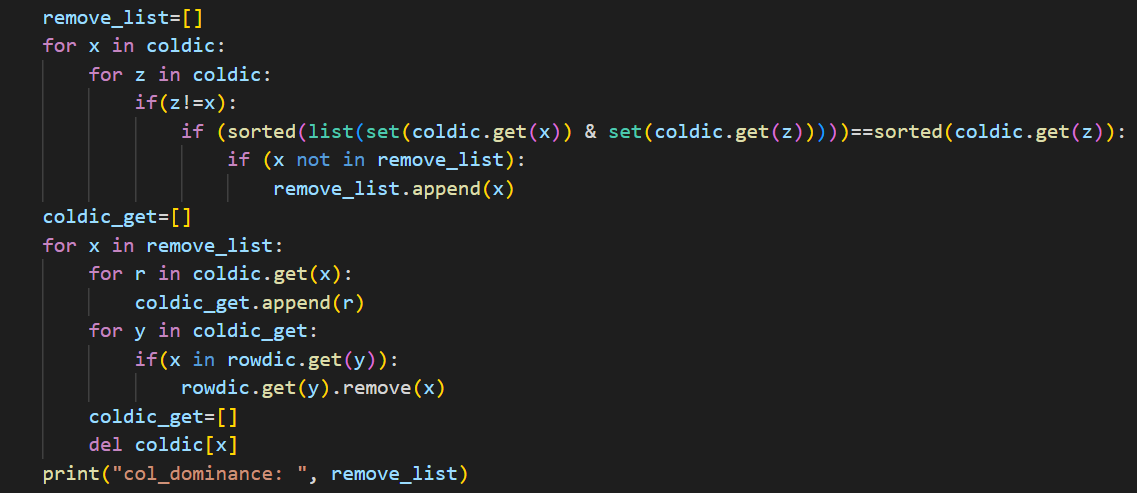 remove_list=[]
for x in coldic:
    for z in coldic:
        if(z!=x):
            if (sorted(list(set(coldic.get(x)) & set(coldic.get(z)))))==sorted(coldic.get(z)):
                if (x not in remove_list):
                    remove_list.append(x)
coldic_get=[]
for x in remove_list:
    for r in coldic.get(x):
        coldic_get.append(r)
    for y in coldic_get:
        if(x in rowdic.get(y)):
            rowdic.get(y).remove(x)
    coldic_get=[]
    del coldic[x]
print("col_dominance: ", remove_list)